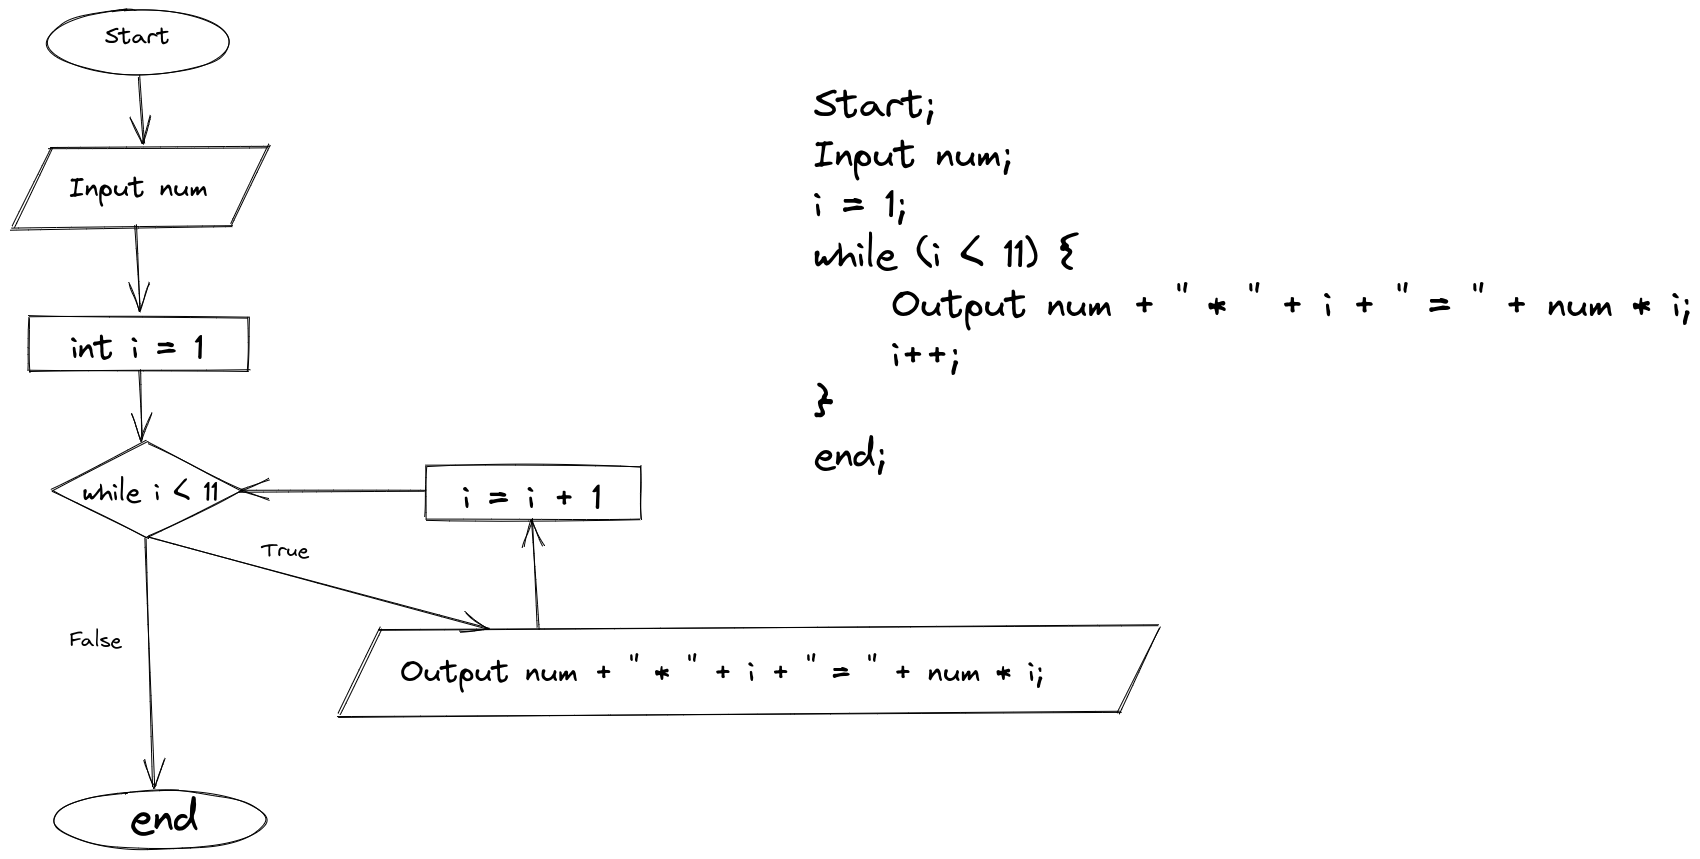 Start
Input num
int i = 1
while i < 11
i = i + 1
True
False
Output num + " * " + i + " = " + num * i;
end
Start;
Input num;
i = 1;
while (i < 11) {
Output num + " * " + i + " = " + num * i;
i++;
}
end;